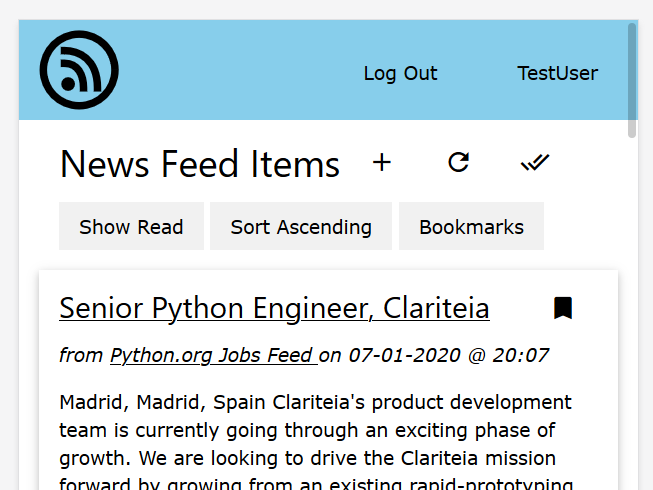 Log Out TestUser
News Feed Items
Show Read Sort Ascending Bookmarks
Senior Python Engineer, Clariteia
from Python.org Jobs Feed on 07-01-2020 @ 20:07
Madrid, Madrid, Spain Clariteia's product development
team is currently going through an exciting phase of
growth. We are looking to drive the Clariteia mission
forward by growing from an existing rapid-prototyping